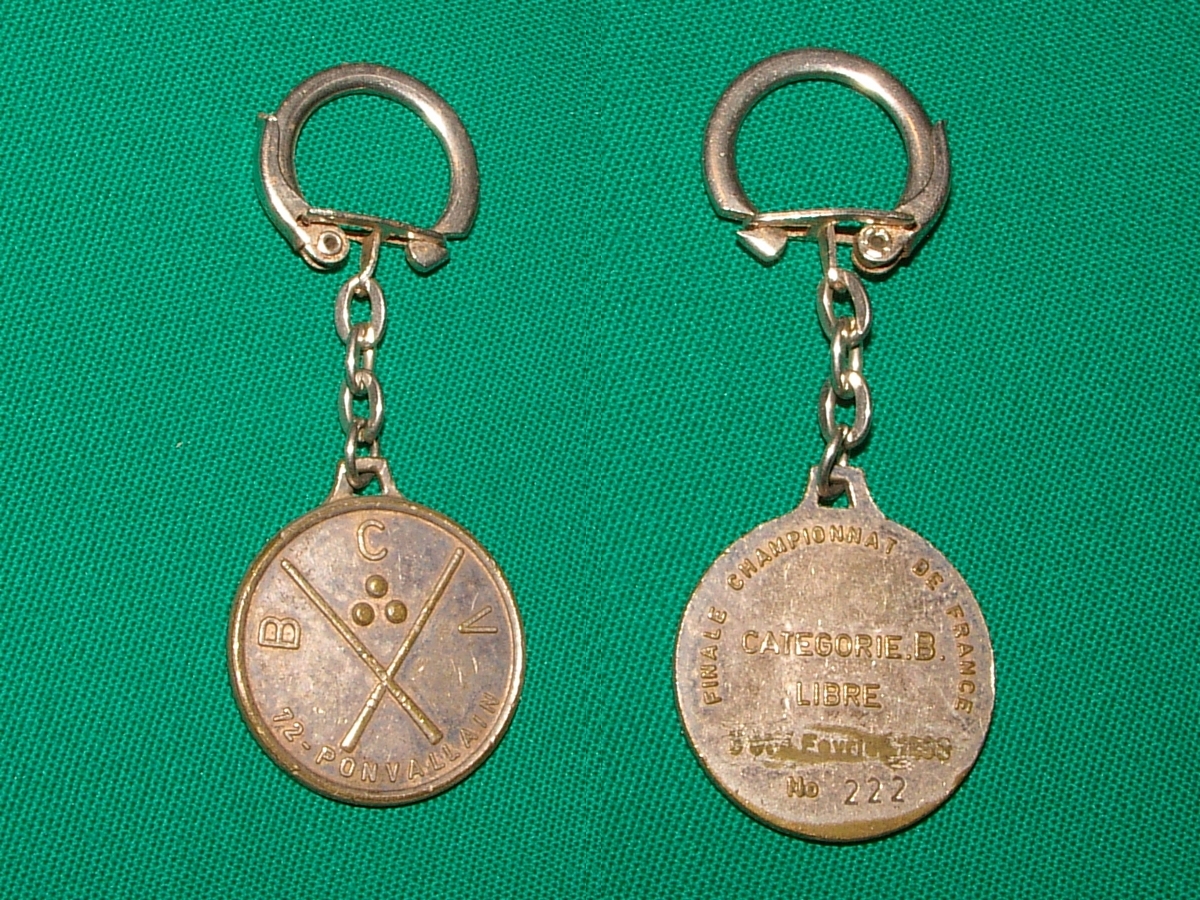 B C V
72-PONVALLAIN
FINALE CHAMPIONNAT DE FRANCE
CATEGORIE.B.
LIBRE
No 222